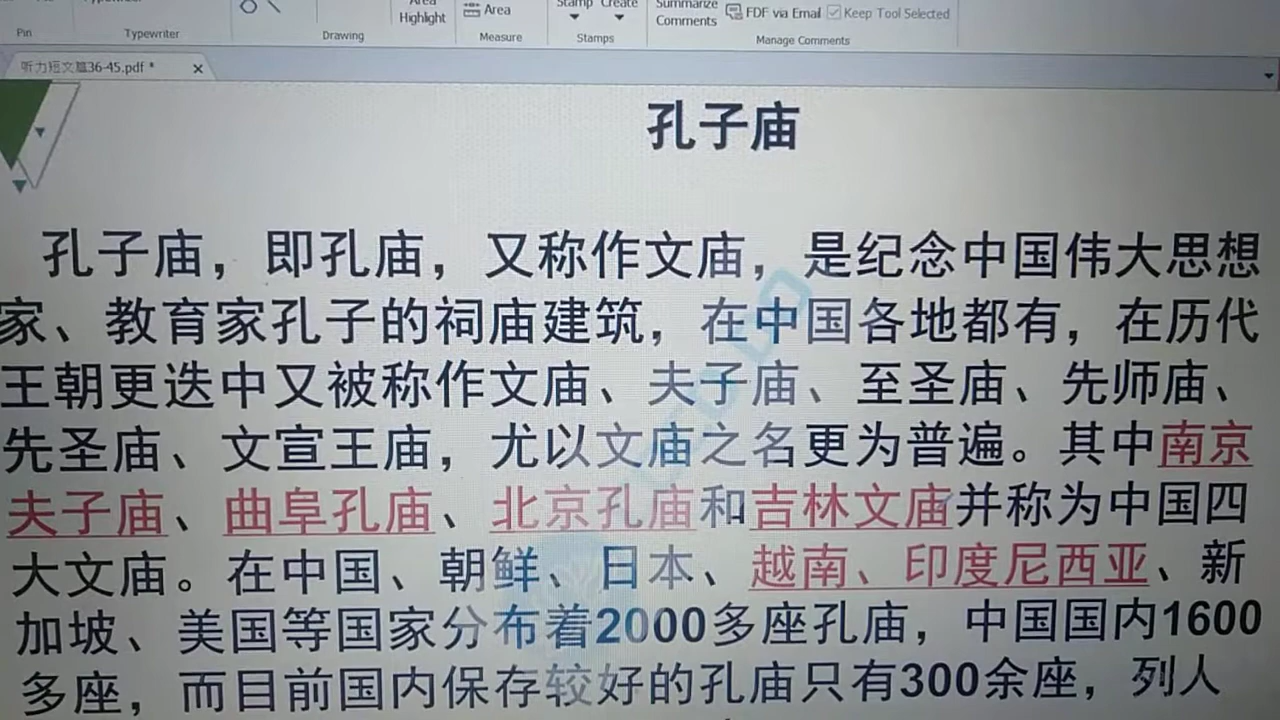 Area
Highlight
Area
Stamp Create
Summarize
Comments
FDF via Email
Keep Tool Selected
Pin
Typewriter
Drawing
Measure
Stamps
Manage Comments
听力短文篇36-45.pdf *
孔子庙
孔子庙，即孔庙，又称作文庙，是纪念中国伟大思想
家、教育家孔子的祠庙建筑，在中国各地都有，在历代
王朝更迭中又被称作文庙、夫子庙、至圣庙、先师庙、
先圣庙、文宣王庙，尤以文庙之名更为普遍。其中南京
夫子庙、曲阜孔庙、北京孔庙和吉林文庙并称为中国四
大文庙。在中国、朝鲜、日本、越南、印度尼西亚、新
加坡、美国等国家分布着2000多座孔庙，中国国内1600
多座，而目前国内保存较好的孔庙只有300余座，列人